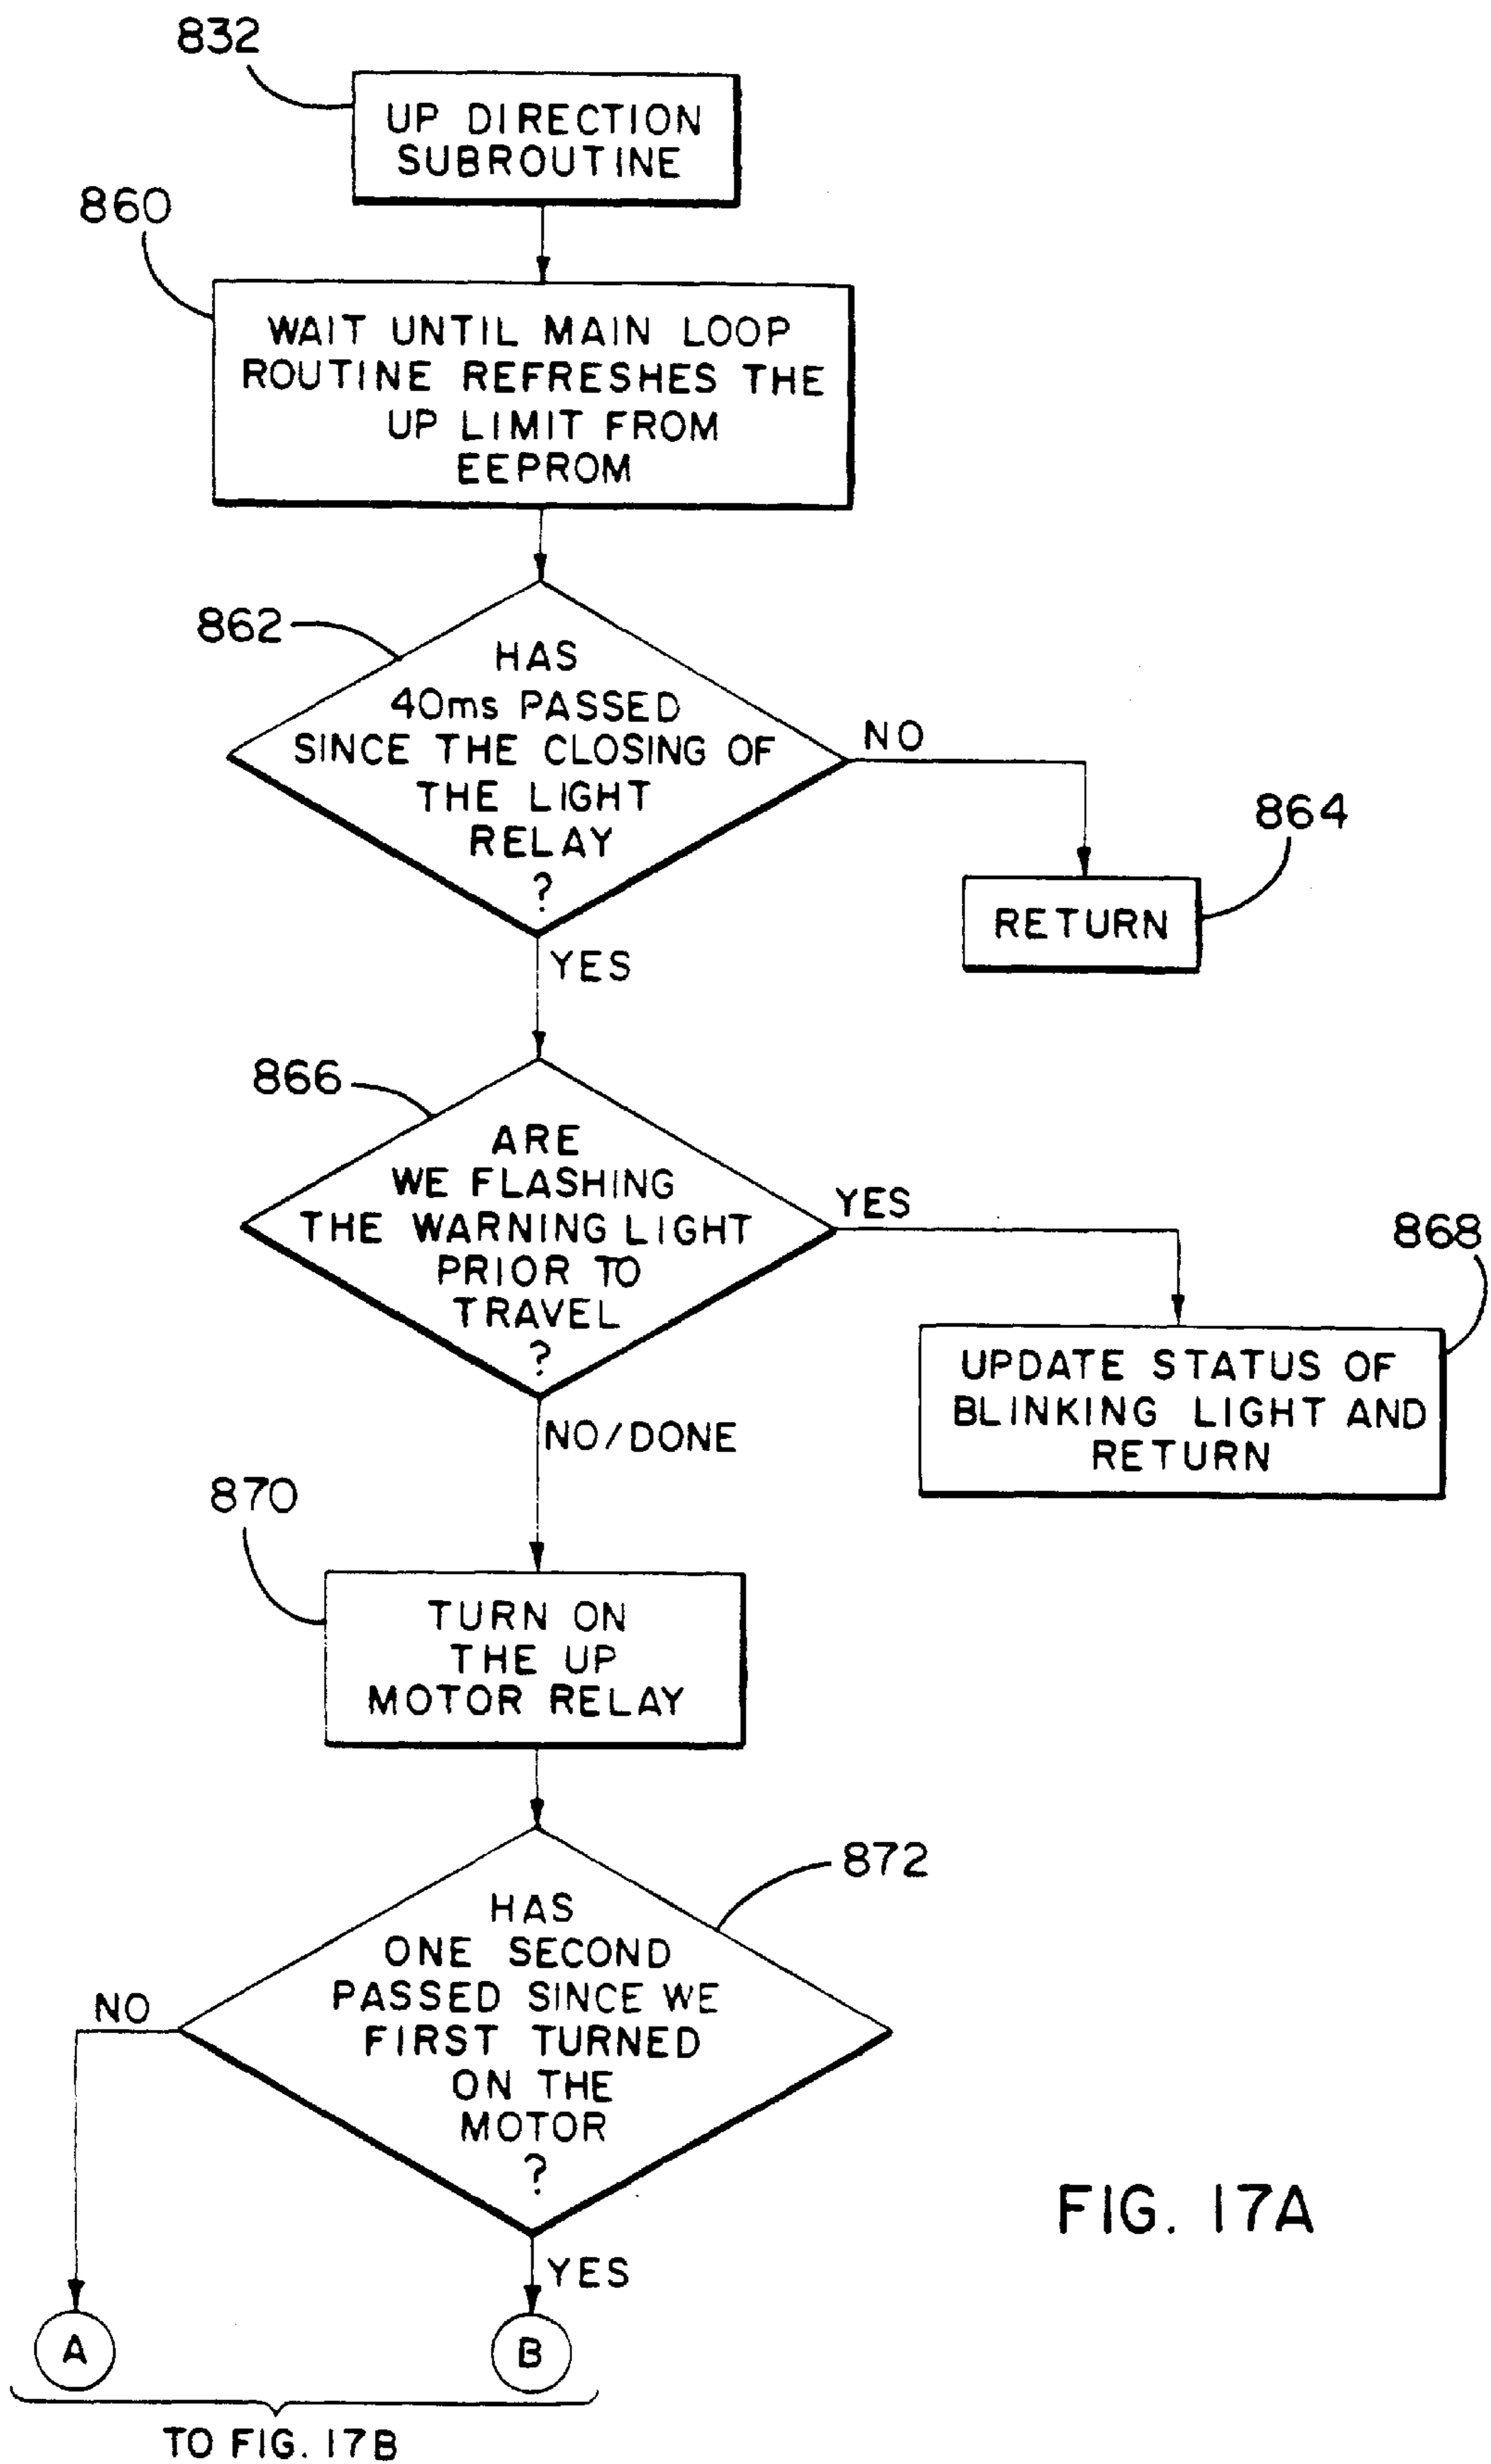 832
UP DIRECTION
SUBROUTINE
860
WAIT UNTIL MAIN LOOP
ROUTINE REFRESHES THE
UP LIMIT FROM
EEPROM
862
HAS
40ms PASSED
SINCE THE CLOSING OF
THE LIGHT
RELAY
?
NO
864
RETURN
YES
866
ARE
WE FLASHING
THE WARNING LIGHT
PRIOR TO
TRAVEL
?
YES
868
UPDATE STATUS OF
BLINKING LIGHT AND
RETURN
NO/DONE
870
TURN ON
THE UP
MOTOR RELAY
872
HAS
ONE SECOND
PASSED SINCE WE
FIRST TURNED
ON THE
MOTOR
?
NO
YES
A
B
TO FIG. 17B
FIG. 17A